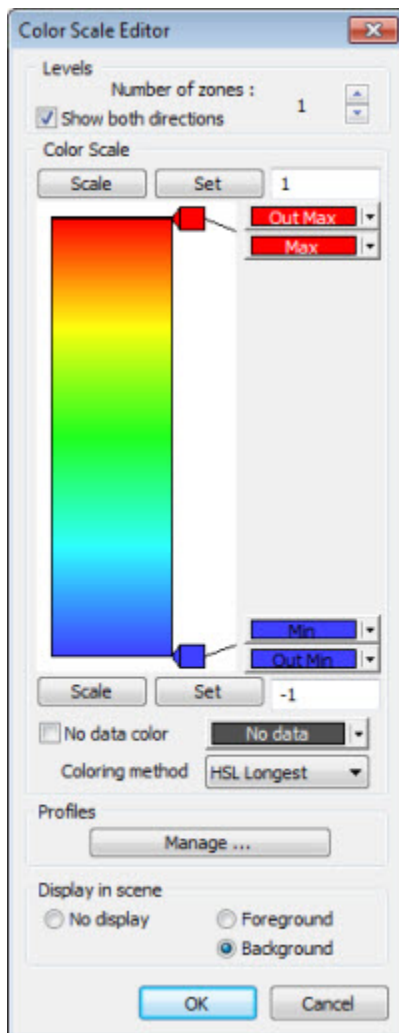 Color Scale Editor
Levels
Number of zones :
1
Show both directions
Color Scale
Scale Set 1
Out Max
Max
Min
Out Min
Scale Set -1
No data color No data
Coloring method HSL Longest
Profiles
Manage ...
Display in scene
No display Foreground
Background
OK Cancel